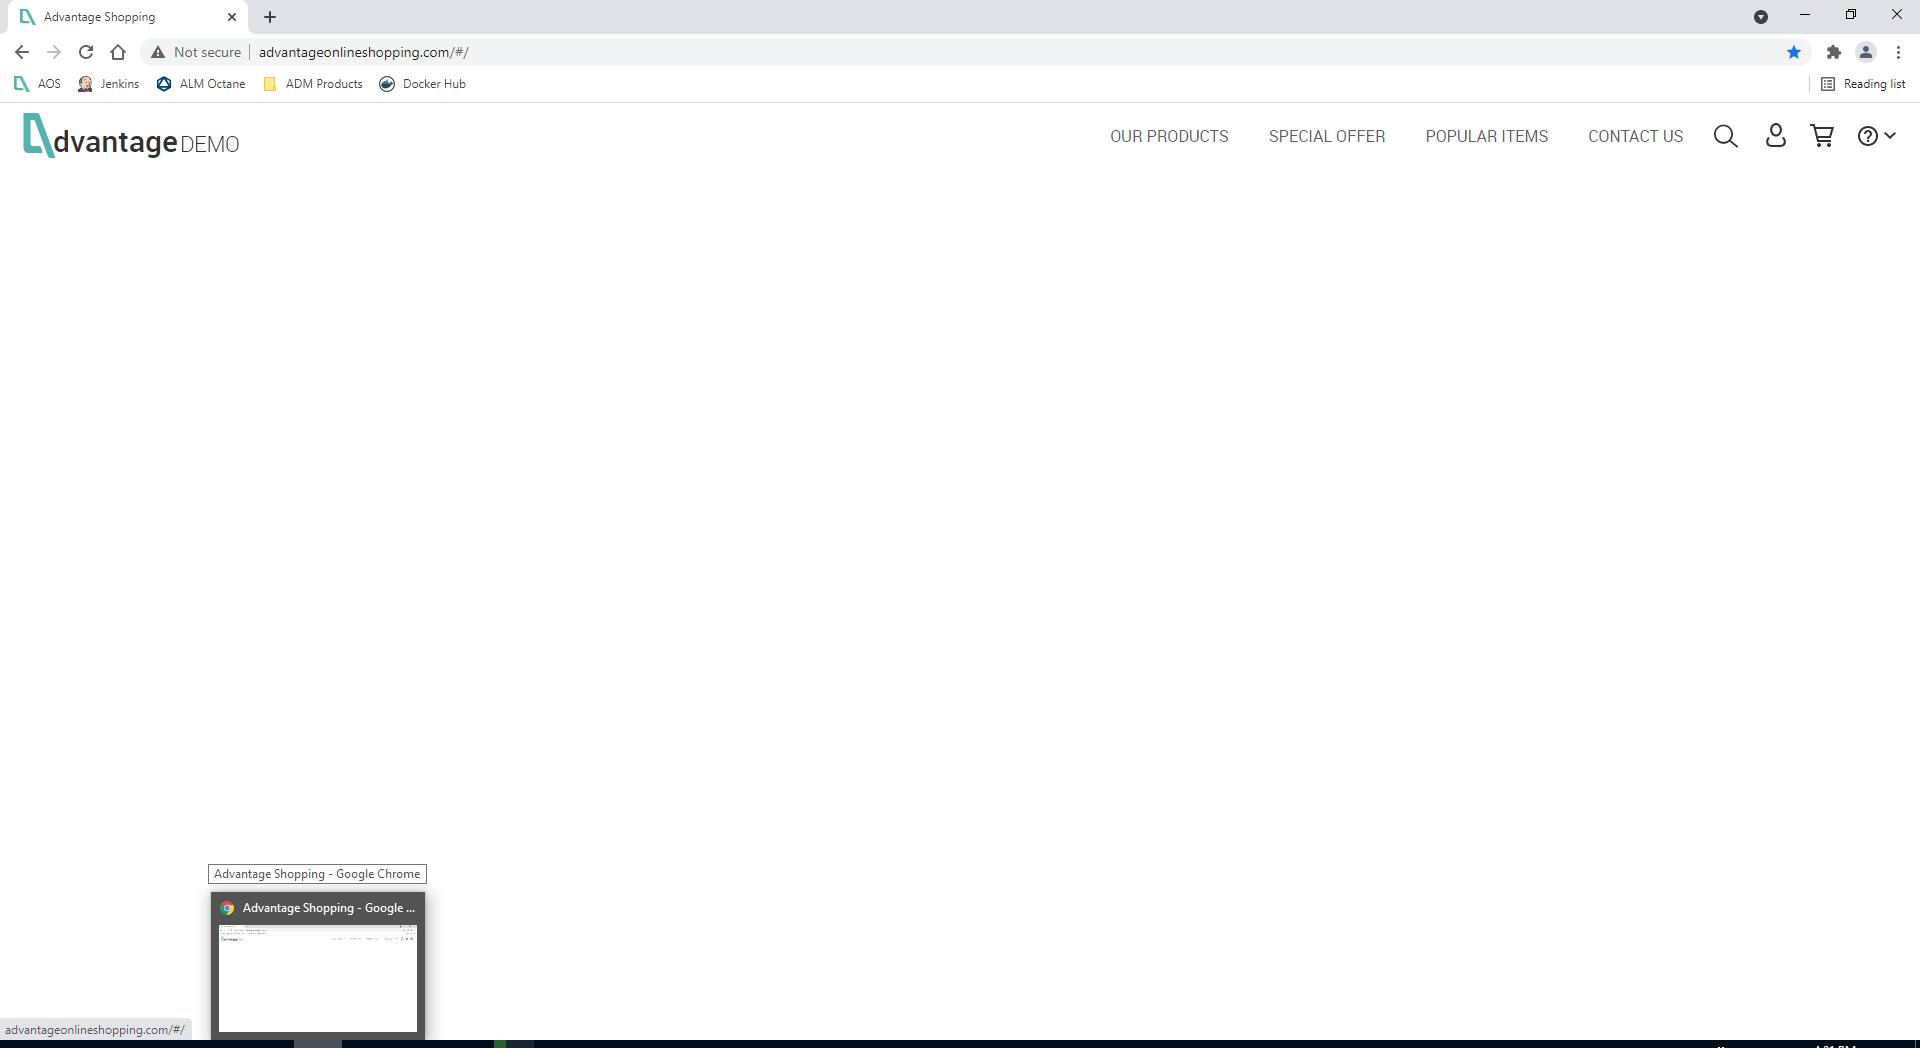 Advantage Shopping
Not secure
advantageonlineshopping.com/#/
AOS
Jenkins
ALM Octane
ADM Products
Docker Hub
Reading list
dvantage DEMO
OUR PRODUCTS
SPECIAL OFFER
POPULAR ITEMS
CONTACT US
Advantage Shopping - Google Chrome
Advantage Shopping - Google ...
advantageonlineshopping.com/#/